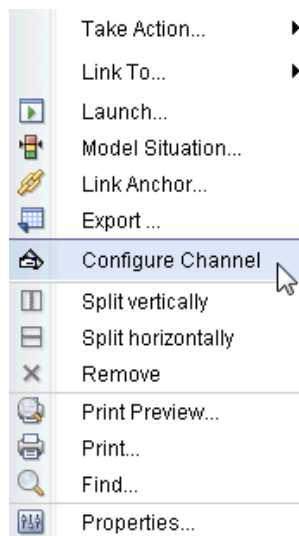 Take Action...
Link To...
Launch...
Model Situation...
Link Anchor...
Export ...
Configure Channel
Split vertically
Split horizontally
Remove
Print Preview...
Print...
Find...
Properties...